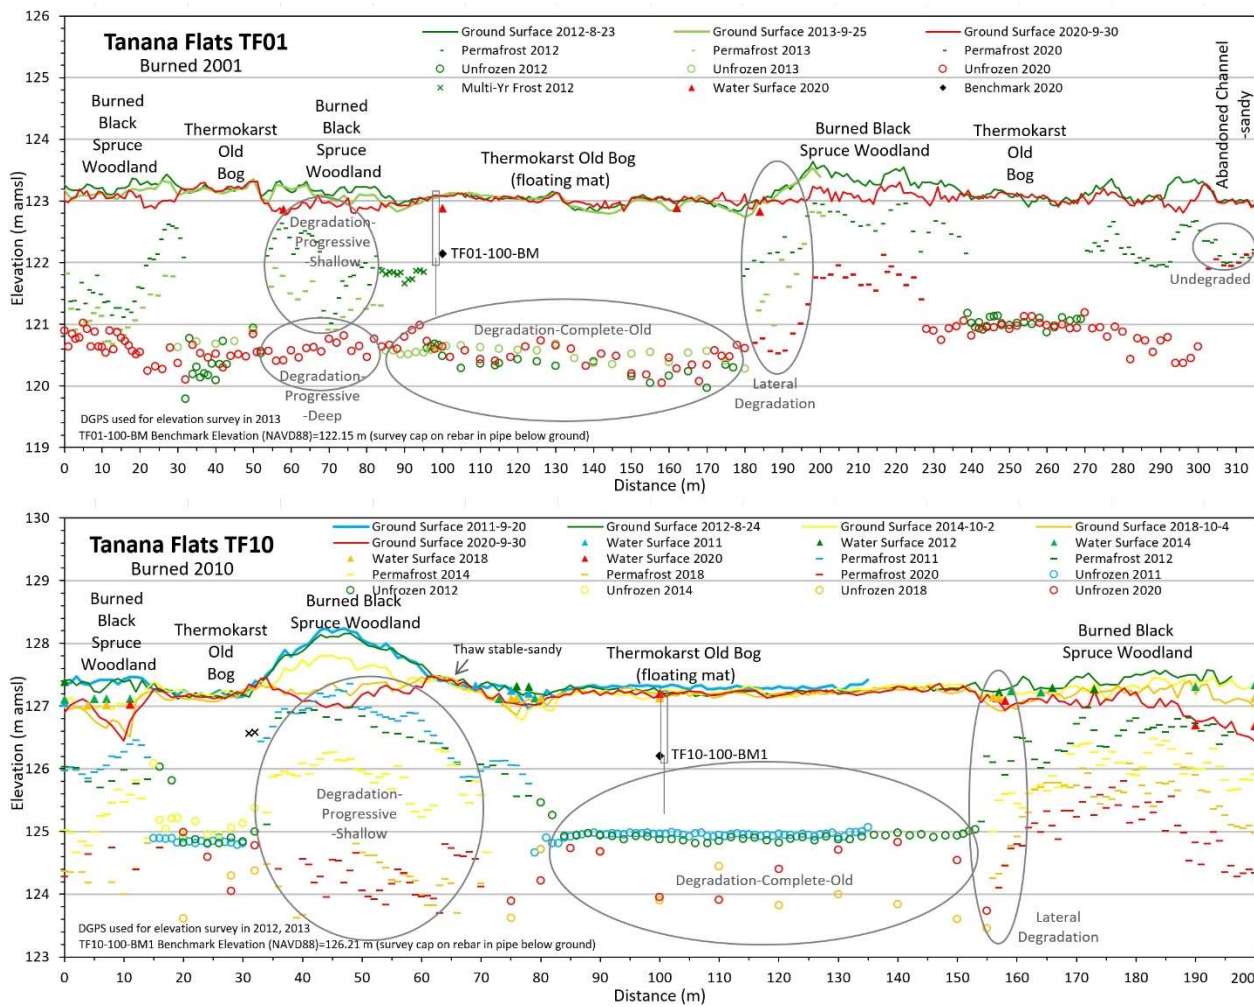 Tanana Flats TF01
Burned 2001
Ground Surface 2012-8-23
Ground Surface 2013-9-25
Ground Surface 2020-9-30
Permafrost 2012
Permafrost 2013
Permafrost 2020
Unfrozen 2012
Unfrozen 2013
Unfrozen 2020
Multi-Yr Frost 2012
Water Surface 2020
Benchmark 2020
Elevation (m amsl)
126
125
124
123
122
121
120
119
Burned
Black
Spruce
Woodland
Thermokarst
Old
Bog
Burned
Black
Spruce
Woodland
Thermokarst Old Bog
(floating mat)
Burned Black
Spruce Woodland
Thermokarst
Old
Bog
Abandoned Channel
-sandy
Degradation-
Progressive
-Shallow
TF01-100-BM
Undegraded
Degradation-Complete-Old
Degradation-
Progressive
-Deep
Lateral
Degradation
DGPS used for elevation survey in 2013
TF01-100-BM Benchmark Elevation (NAVD88)=122.15 m (survey cap on rebar in pipe below ground)
0 10 20 30 40 50 60 70 80 90 100 110 120 130 140 150 160 170 180 190 200 210 220 230 240 250 260 270 280 290 300 310
Distance (m)
Tanana Flats TF10
Burned 2010
Ground Surface 2011-9-20
Ground Surface 2012-8-24
Ground Surface 2014-10-2
Ground Surface 2018-10-4
Ground Surface 2020-9-30
Water Surface 2011
Water Surface 2012
Water Surface 2014
Water Surface 2018
Water Surface 2020
Permafrost 2011
Permafrost 2012
Permafrost 2014
Permafrost 2018
Permafrost 2020
Unfrozen 2011
Unfrozen 2012
Unfrozen 2014
Unfrozen 2018
Unfrozen 2020
Elevation (m amsl)
130
129
128
127
126
125
124
123
Burned
Black
Spruce
Woodland
Thermokarst
Old
Bog
Burned Black
Spruce Woodland
Thaw stable-sandy
Thermokarst Old Bog
(floating mat)
Burned Black
Spruce Woodland
TF10-100-BM1
Degradation-
Progressive
-Shallow
Degradation-Complete-Old
Lateral
Degradation
DGPS used for elevation survey in 2012, 2013
TF10-100-BM1 Benchmark Elevation (NAVD88)=126.21 m (survey cap on rebar in pipe below ground)
0 10 20 30 40 50 60 70 80 90 100 110 120 130 140 150 160 170 180 190 200
Distance (m)